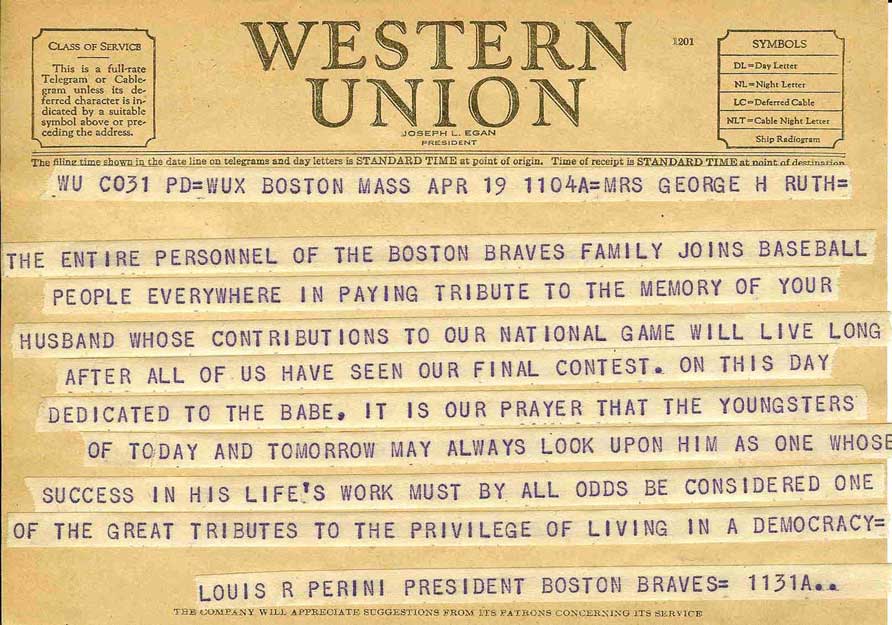 CLASS OF SERVICE
This is a full-rate
Telegram or Cable-
gram unless its de-
ferred character is in-
dicated by a suitable
symbol above or pre-
ceding the address.
WESTERN
UNION
JOSEPH L. EGAN
PRESIDENT
1201
SYMBOLS
DL=Day Letter
NL=Night Letter
LC=Deferred Cable
NLT=Cable Night Letter
Ship Radiogram
The filing time shown in the date line on telegrams and day letters is STANDARD TIME at point of origin. Time of receipt is STANDARD TIME at point of destination
WU CO31 PD=WUX BOSTON MASS APR 19 1104A=MRS GEORGE H RUTH=
THE ENTIRE PERSONNEL OF THE BOSTON BRAVES FAMILY JOINS BASEBALL
PEOPLE EVERYWHERE IN PAYING TRIBUTE TO THE MEMORY OF YOUR
HUSBAND WHOSE CONTRIBUTIONS TO OUR NATIONAL GAME WILL LIVE LONG
AFTER ALL OF US HAVE SEEN OUR FINAL CONTEST. ON THIS DAY
DEDICATED TO THE BABE, IT IS OUR PRAYER THAT THE YOUNGSTERS
OF TODAY AND TOMORROW MAY ALWAYS LOOK UPON HIM AS ONE WHOSE
SUCCESS IN HIS LIFE'S WORK MUST BY ALL ODDS BE CONSIDERED ONE
OF THE GREAT TRIBUTES TO THE PRIVILEGE OF LIVING IN A DEMOCRACY=
LOUIS R PERINI PRESIDENT BOSTON BRAVES= 1131A..
THE COMPANY WILL APPRECIATE SUGGESTIONS FROM ITS PATRONS CONCERNING ITS SERVICE